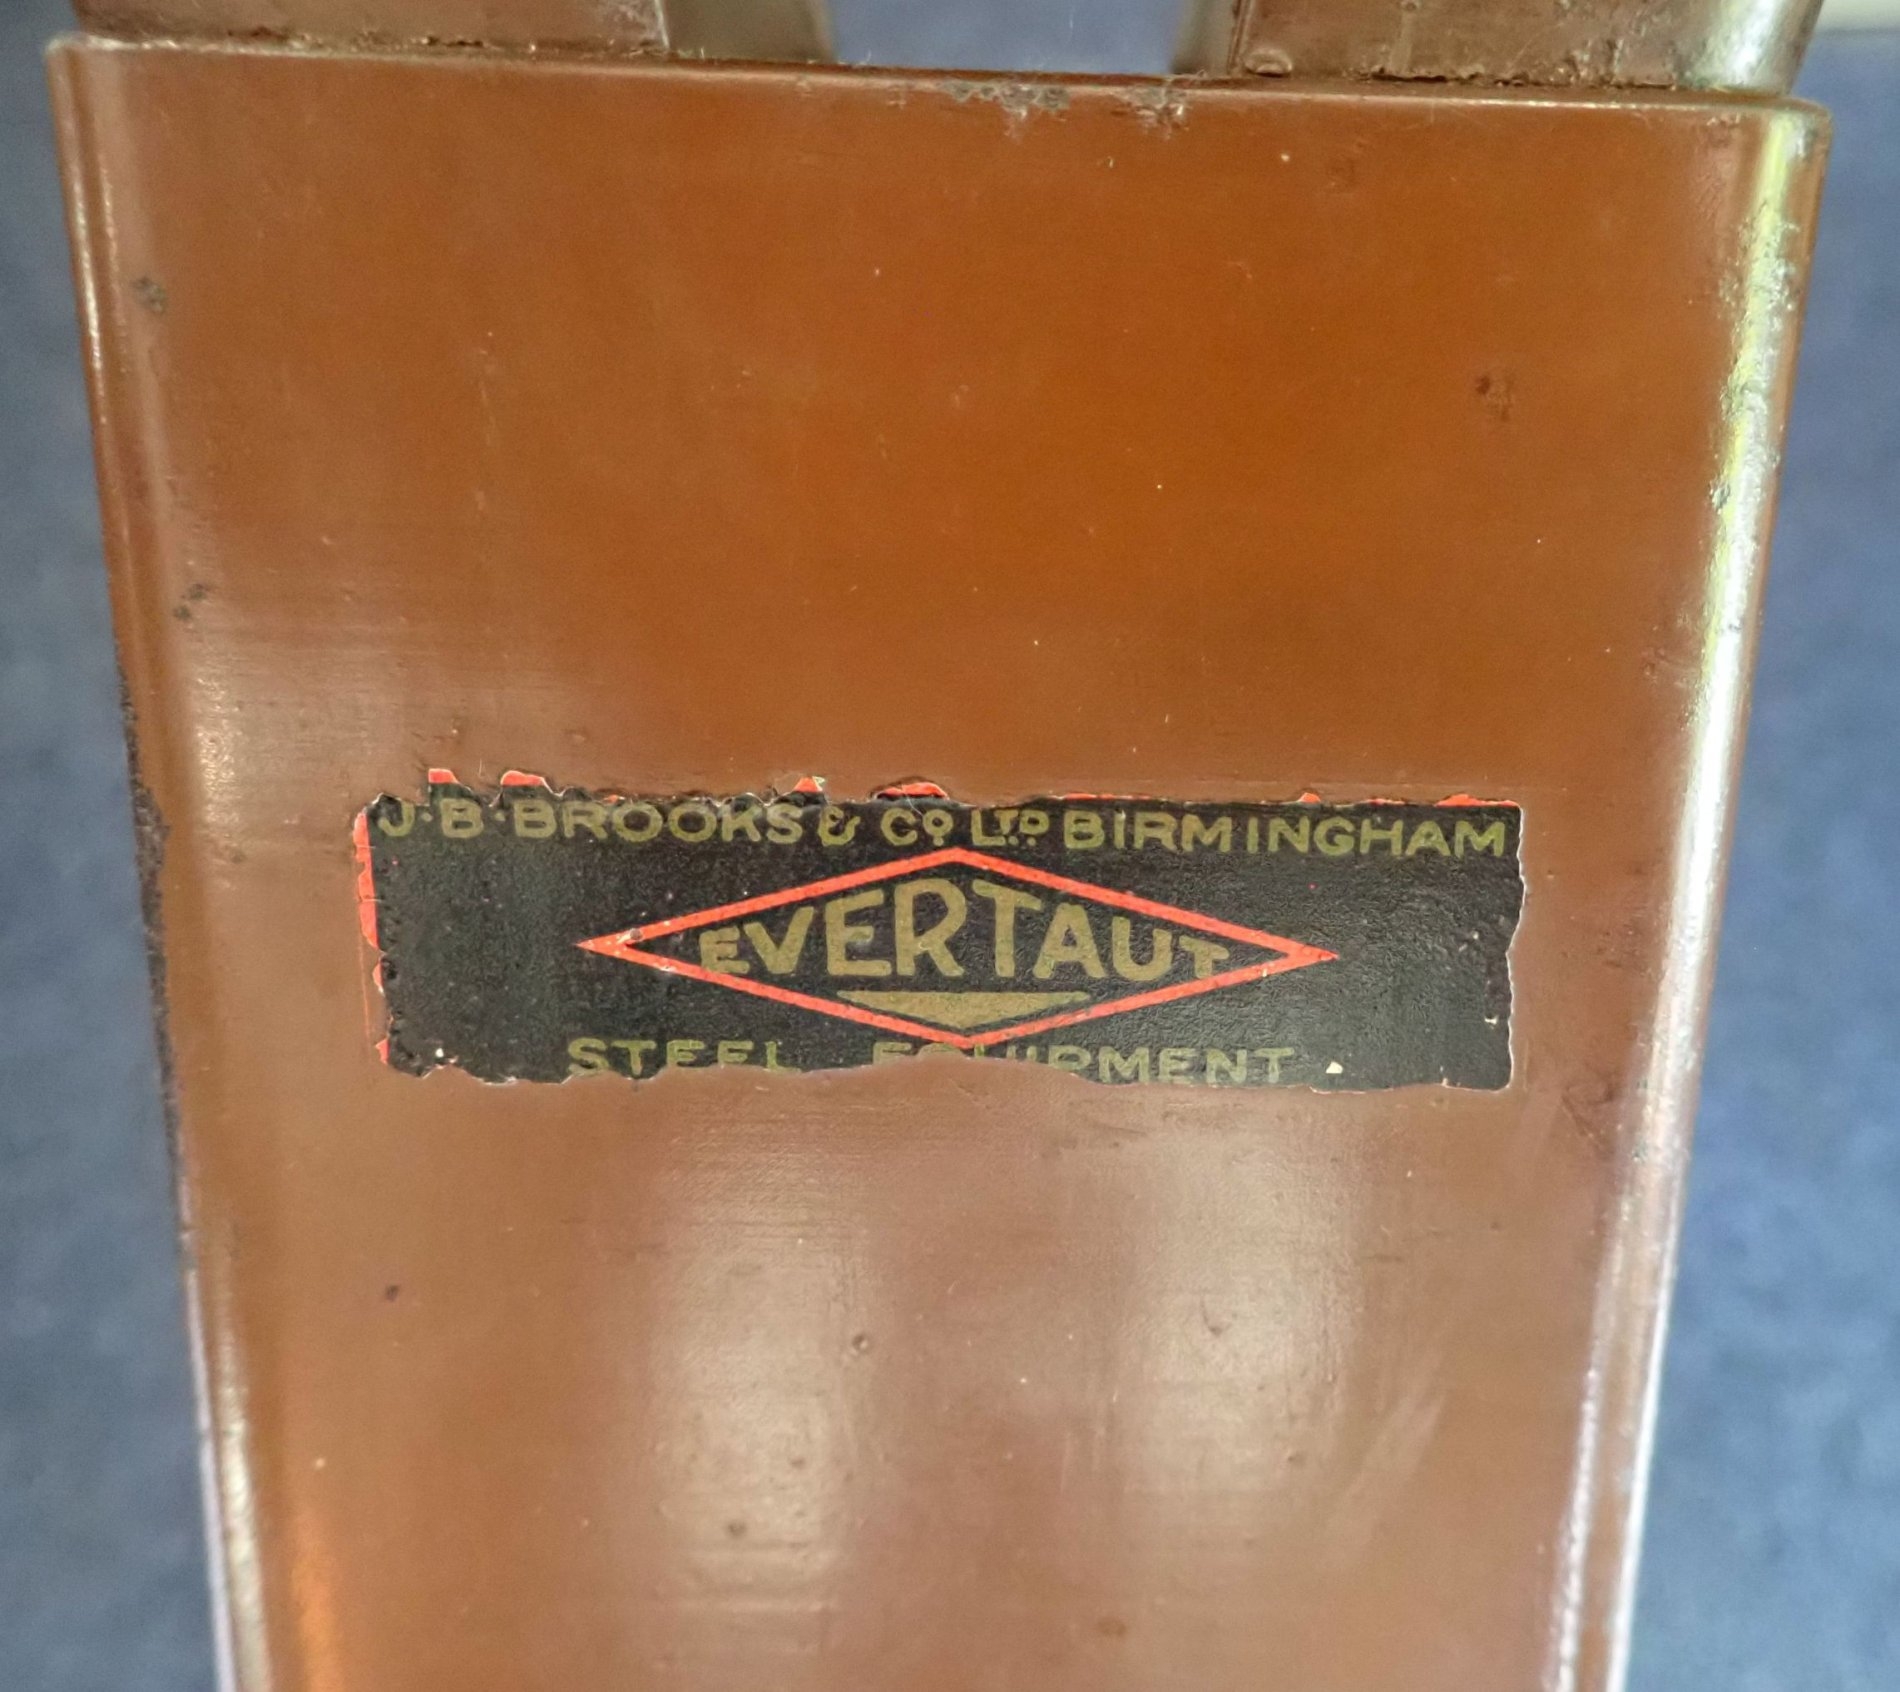 J·B·BROOKS & CO LTD BIRMINGHAM
EVERTAUT
STEEL EQUIPMENT